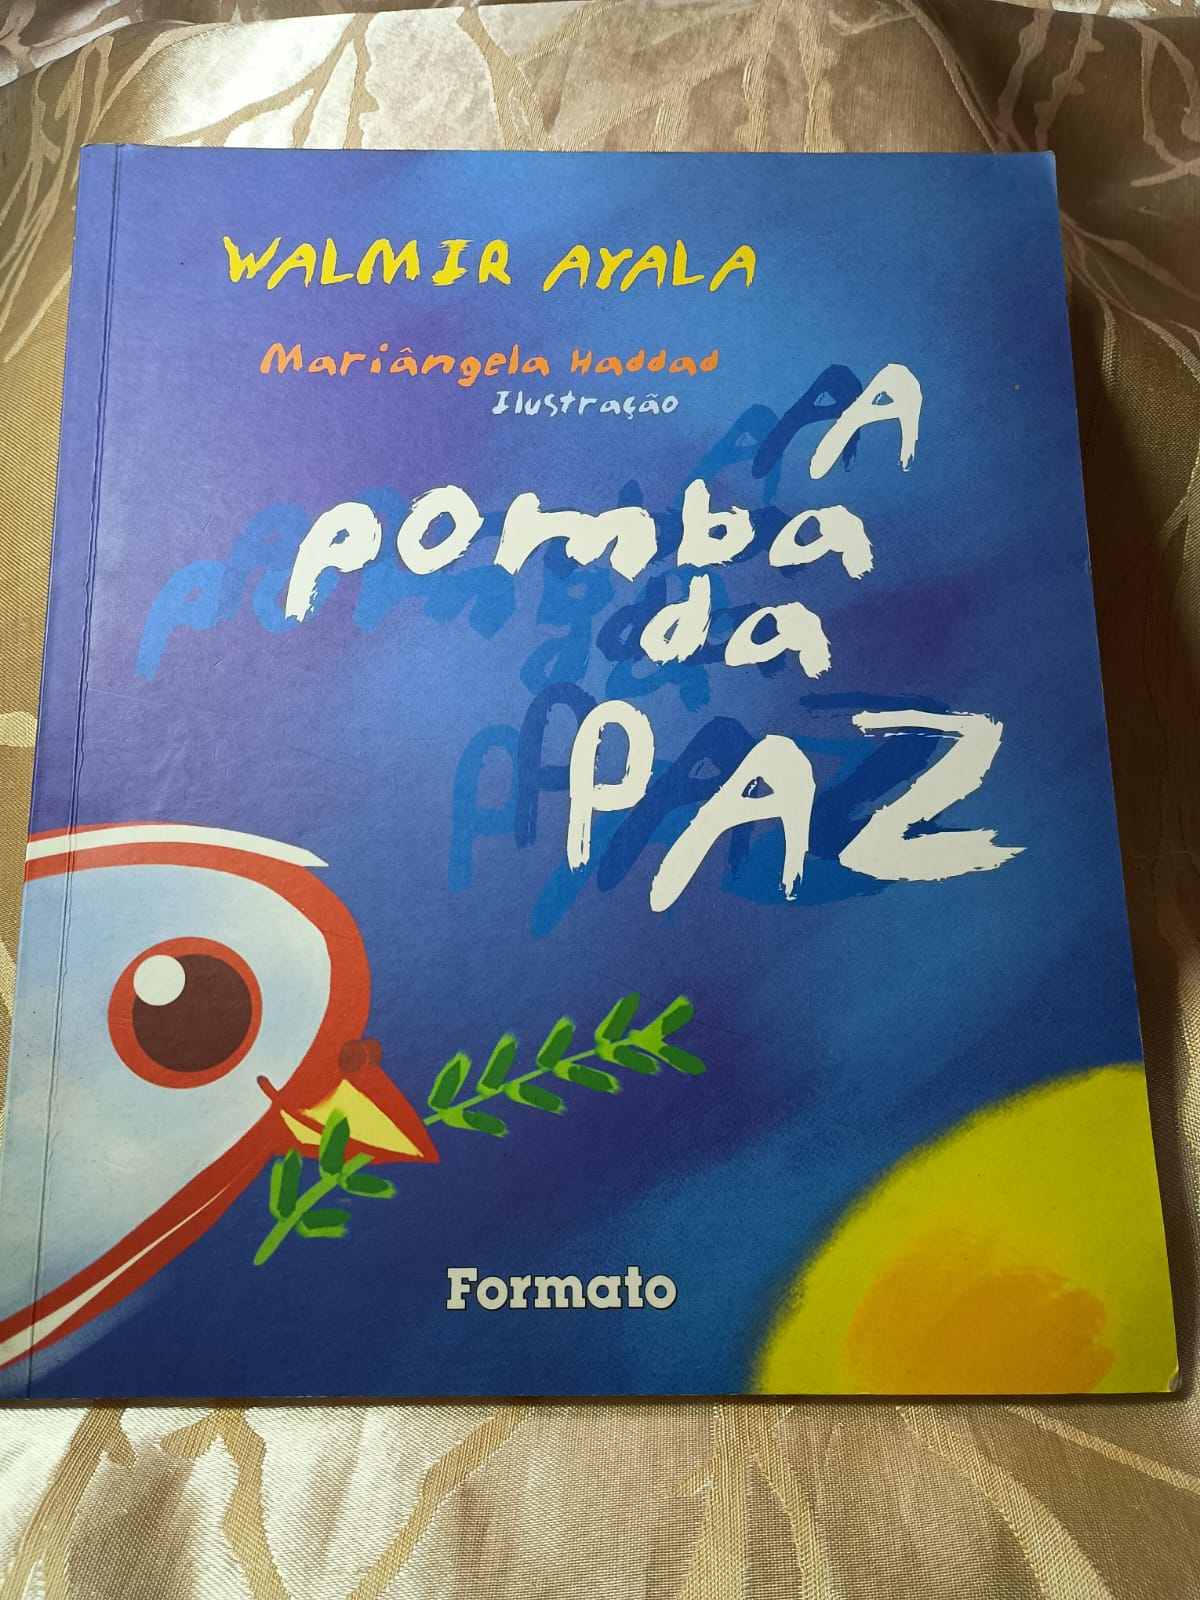 WALMIR AYALA
Mariângela Haddad
Ilustração
A
pomba
da
PAZ
Formato